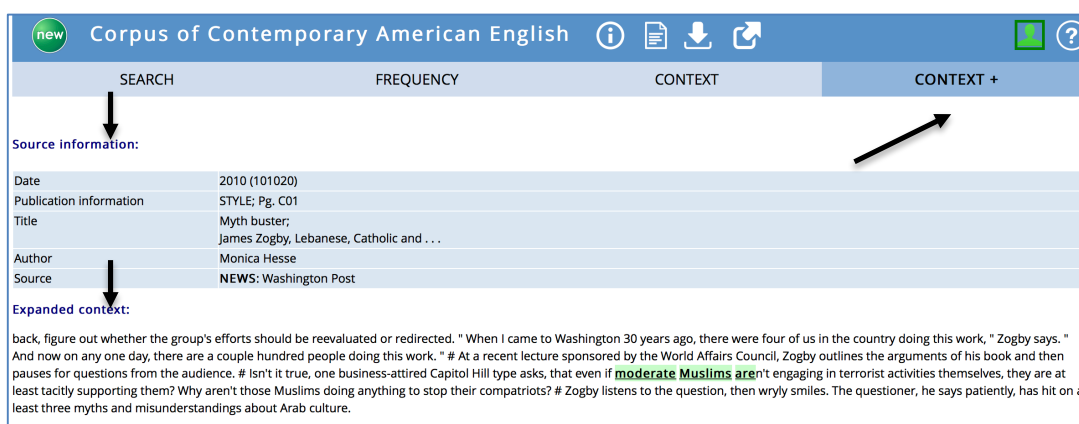 new Corpus of Contemporary American English
SEARCH FREQUENCY CONTEXT CONTEXT +
Source information:
Date 2010 (101020)
Publication information STYLE; Pg. C01
Title Myth buster;
James Zogby, Lebanese, Catholic and . . .
Author Monica Hesse
Source NEWS: Washington Post
Expanded context:
back, figure out whether the group's efforts should be reevaluated or redirected. " When I came to Washington 30 years ago, there were four of us in the country doing this work, " Zogby says. "
And now on any one day, there are a couple hundred people doing this work. " # At a recent lecture sponsored by the World Affairs Council, Zogby outlines the arguments of his book and then
pauses for questions from the audience. # Isn't it true, one business-attired Capitol Hill type asks, that even if moderate Muslims aren't engaging in terrorist activities themselves, they are at
least tacitly supporting them? Why aren't those Muslims doing anything to stop their compatriots? # Zogby listens to the question, then wryly smiles. The questioner, he says patiently, has hit on a
least three myths and misunderstandings about Arab culture.